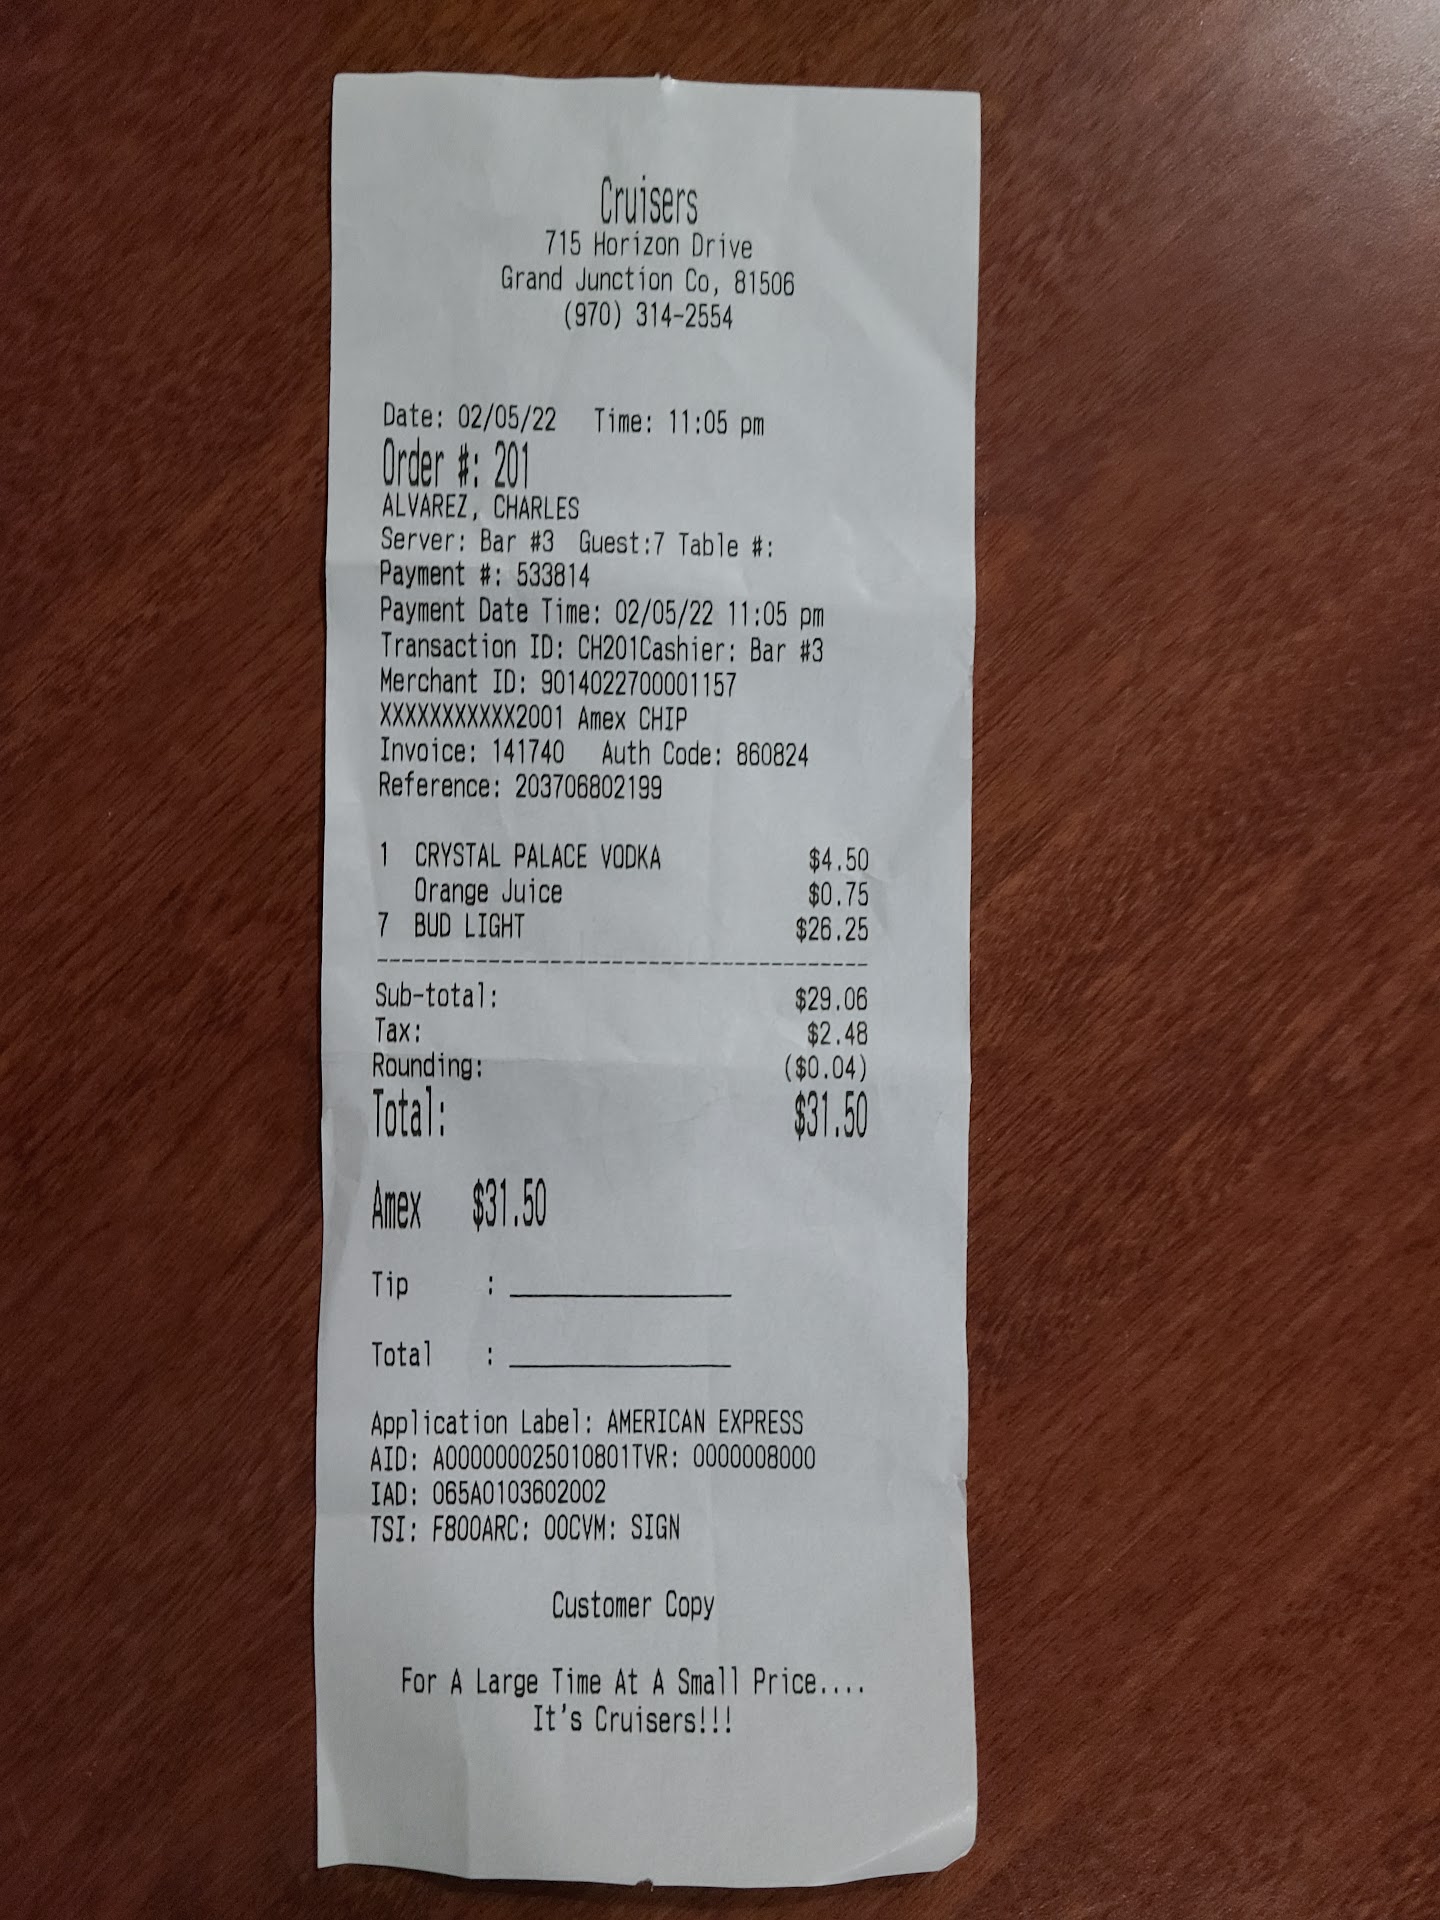 Cruisers
715 Horizon Drive
Grand Junction Co, 81506
(970) 314-2554
Date: 02/05/22 Time: 11:05 pm
Order #: 201
ALVAREZ, CHARLES
Server: Bar #3 Guest:7 Table #:
Payment #: 533814
Payment Date Time: 02/05/22 11:05 pm
Transaction ID: CH201Cashier: Bar #3
Merchant ID: 9014022700001157
XXXXXXXXXXX2001 Amex CHIP
Invoice: 141740 Auth Code: 860824
Reference: 203706802199
1 CRYSTAL PALACE VODKA $4.50
Orange Juice $0.75
7 BUD LIGHT $26.25
--------------------------------------
Sub-total: $29.06
Tax: $2.48
Rounding: ($0.04)
Total: $31.50
Amex $31.50
Tip : __________________
Total : __________________
Application Label: AMERICAN EXPRESS
AID: A000000025010801TVR: 0000008000
IAD: 065A0103602002
TSI: F800ARC: 00CVM: SIGN
Customer Copy
For A Large Time At A Small Price....
It's Cruisers!!!